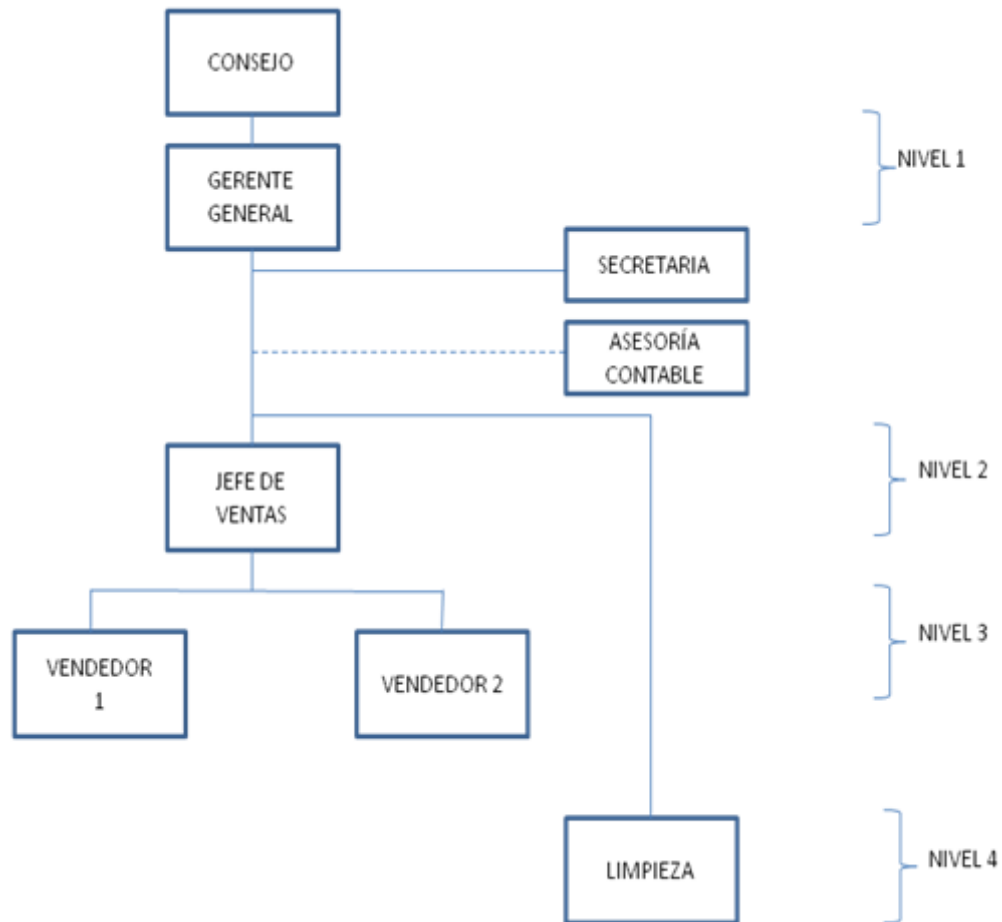 CONSEJO
NIVEL 1
GERENTE
GENERAL
SECRETARIA
ASESORÍA
CONTABLE
JEFE DE
VENTAS
NIVEL 2
NIVEL 3
VENDEDOR
1
VENDEDOR 2
LIMPIEZA
NIVEL 4